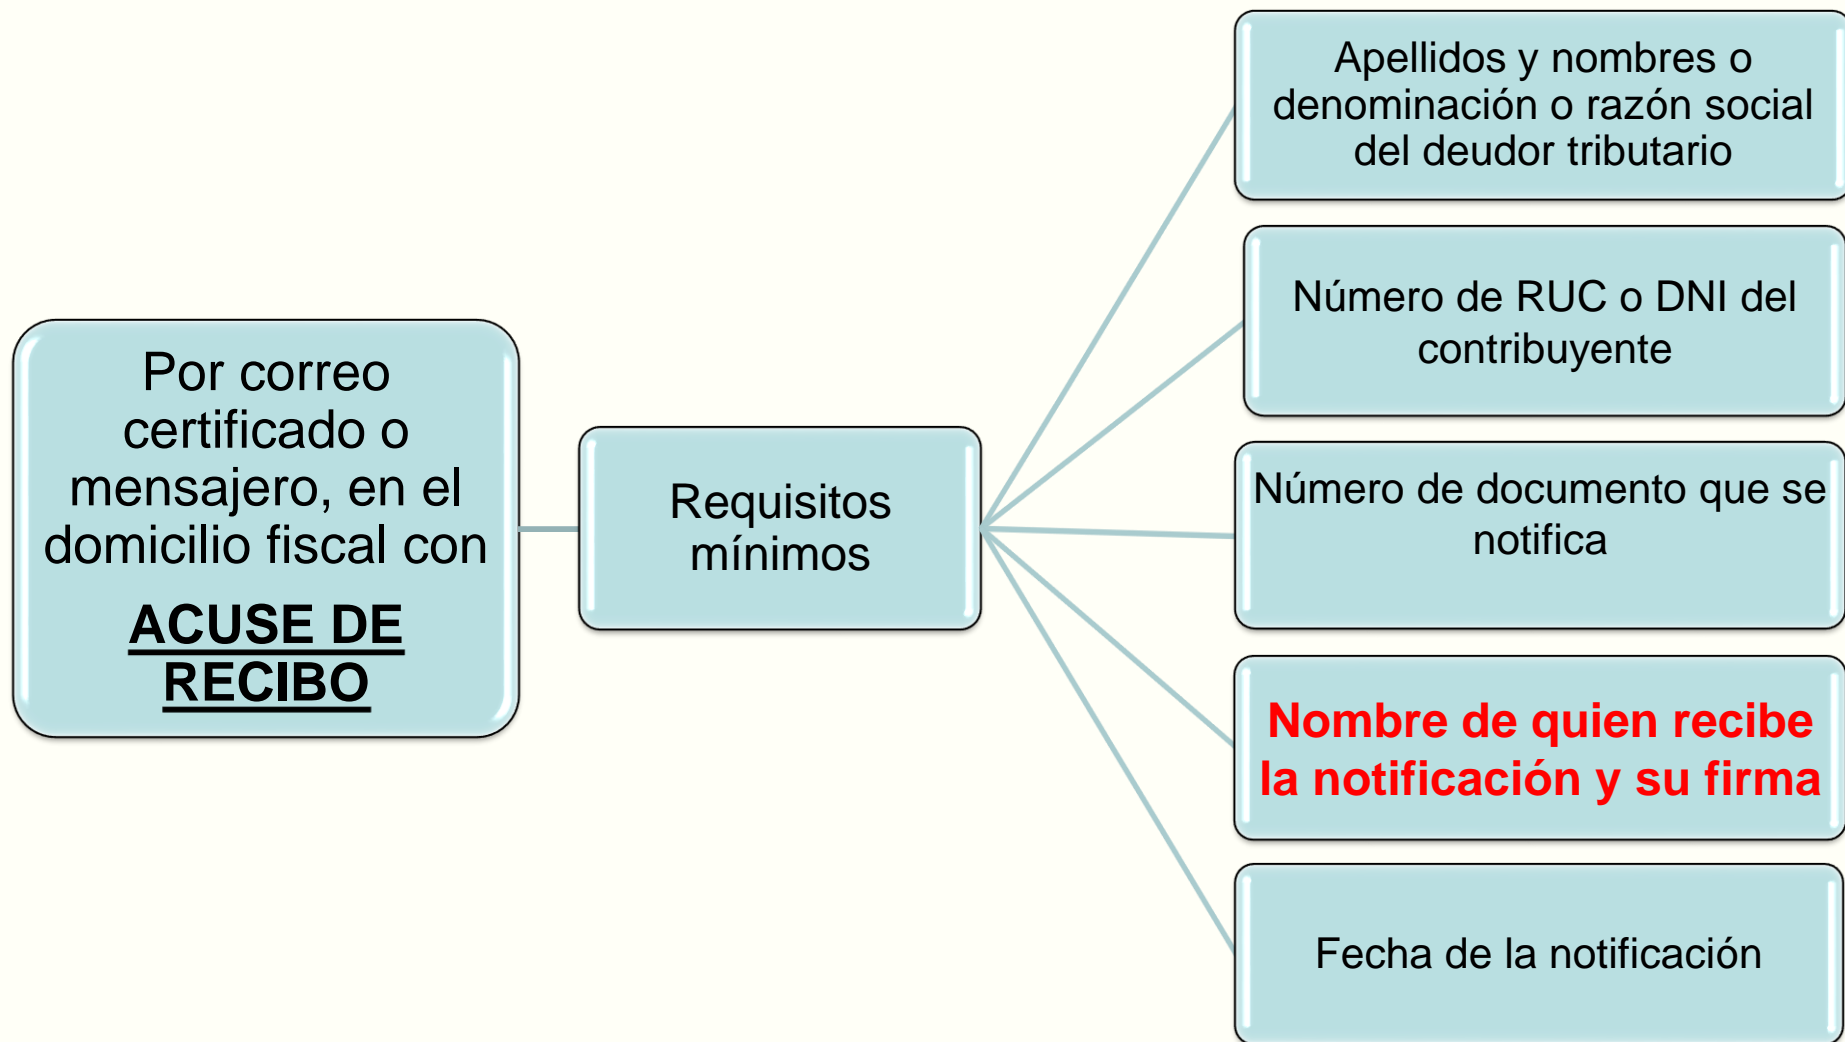 Por correo
certificado o
mensajero, en el
domicilio fiscal con
ACUSE DE
RECIBO
Requisitos
mínimos
Apellidos y nombres o
denominación o razón social
del deudor tributario
Número de RUC o DNI del
contribuyente
Número de documento que se
notifica
Nombre de quien recibe
la notificación y su firma
Fecha de la notificación